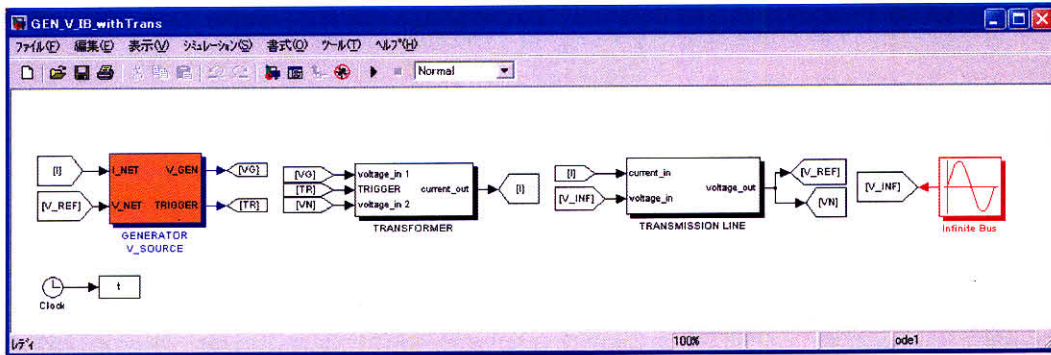 GEN_V_IB_withTrans
ファイル(F) 編集(E) 表示(V) シミュレーション(S) 書式(O) ツール(T) ヘルプ(H)
Normal
[I]
I_NET
V_GEN
[VG]
[V_REF]
V_NET
TRIGGER
[TR]
GENERATOR
V_SOURCE
[VG]
voltage_in 1
[TR]
TRIGGER
current_out
[I]
[VN]
voltage_in 2
TRANSFORMER
[I]
current_in
voltage_out
[V_REF]
[V_INF]
voltage_in
[VN]
TRANSMISSION LINE
[V_INF]
Infinite Bus
t
Clock
レディ
100%
ode1